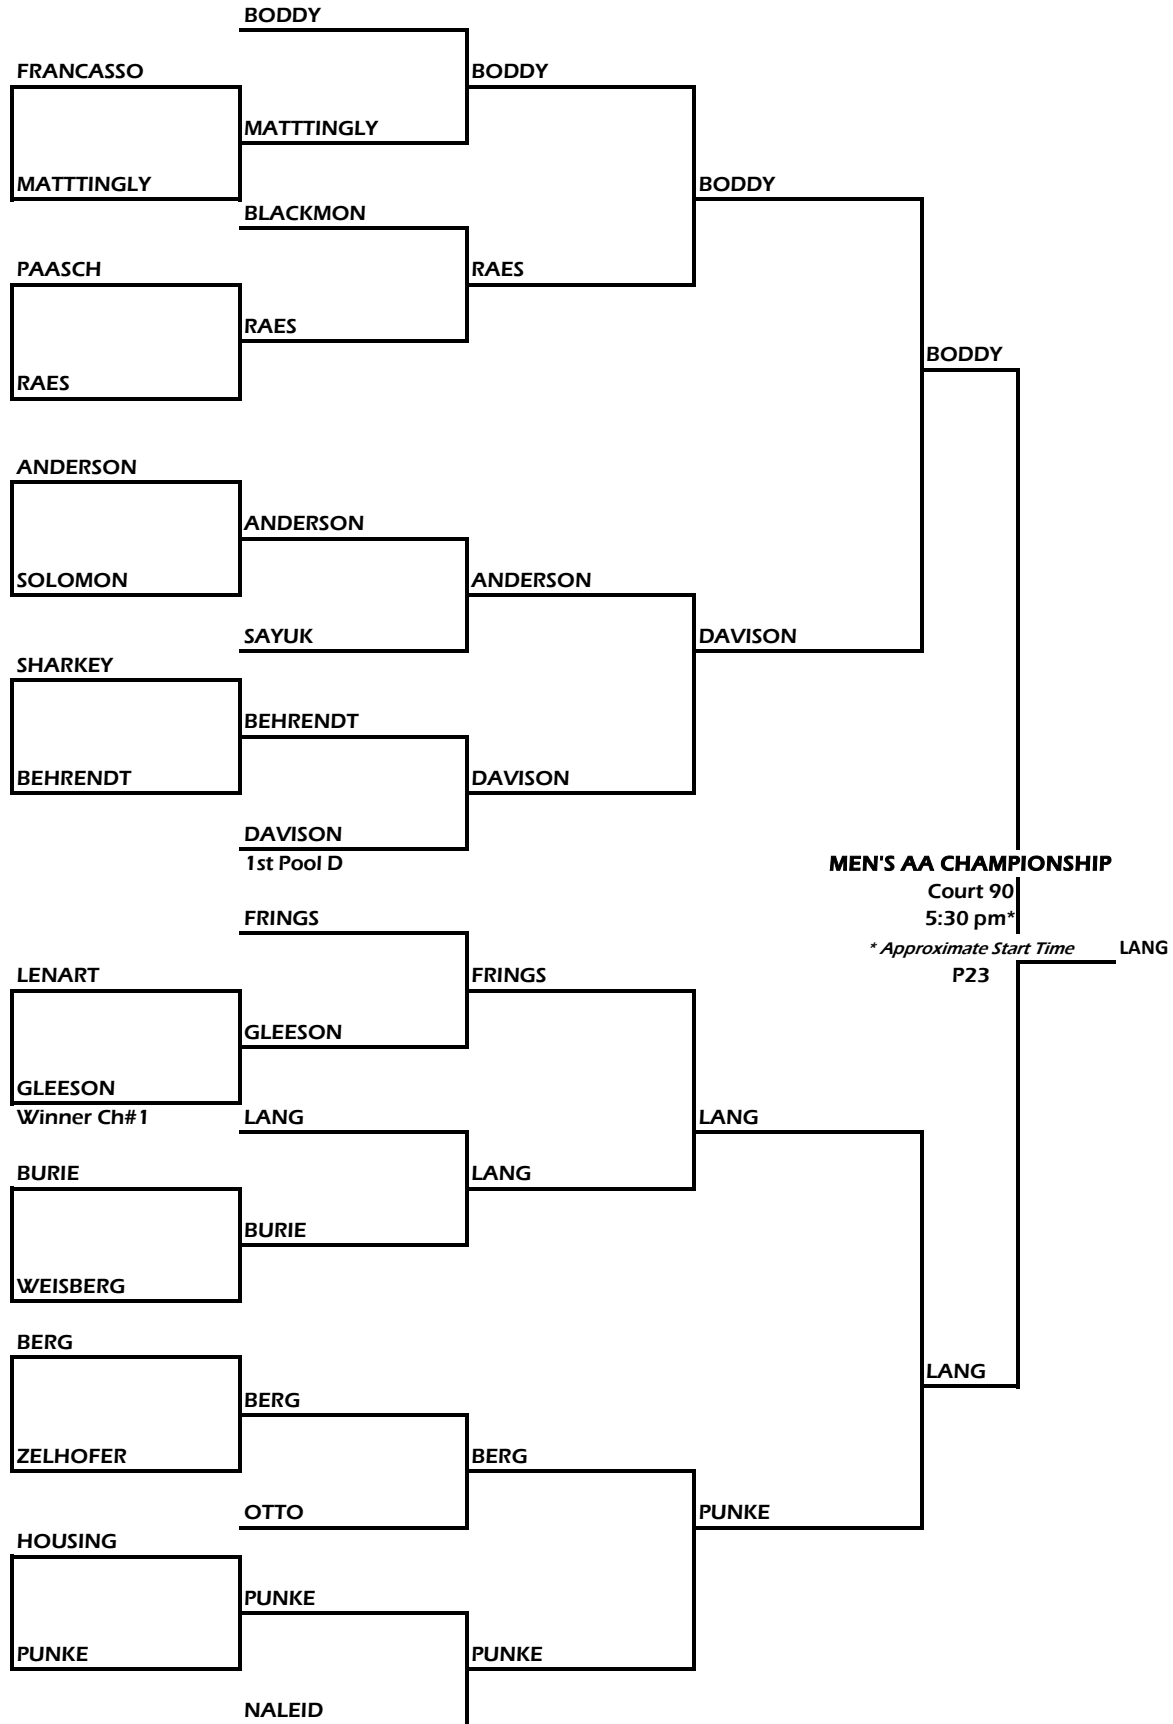 BODDY
FRANCASSO
BODDY
MATTTINGLY
MATTTINGLY
BODDY
BLACKMON
PAASCH
RAES
RAES
BODDY
RAES
ANDERSON
ANDERSON
SOLOMON
ANDERSON
SAYUK
DAVISON
SHARKEY
BEHRENDT
BEHRENDT
DAVISON
DAVISON
1st Pool D
MEN'S AA CHAMPIONSHIP
Court 90
FRINGS
5:30 pm*
* Approximate Start Time
LANG
LENART
FRINGS
P23
GLEESON
GLEESON
Winner Ch#1
LANG
LANG
BURIE
LANG
BURIE
WEISBERG
BERG
LANG
BERG
ZELHOFER
BERG
OTTO
PUNKE
HOUSING
PUNKE
PUNKE
PUNKE
NALEID